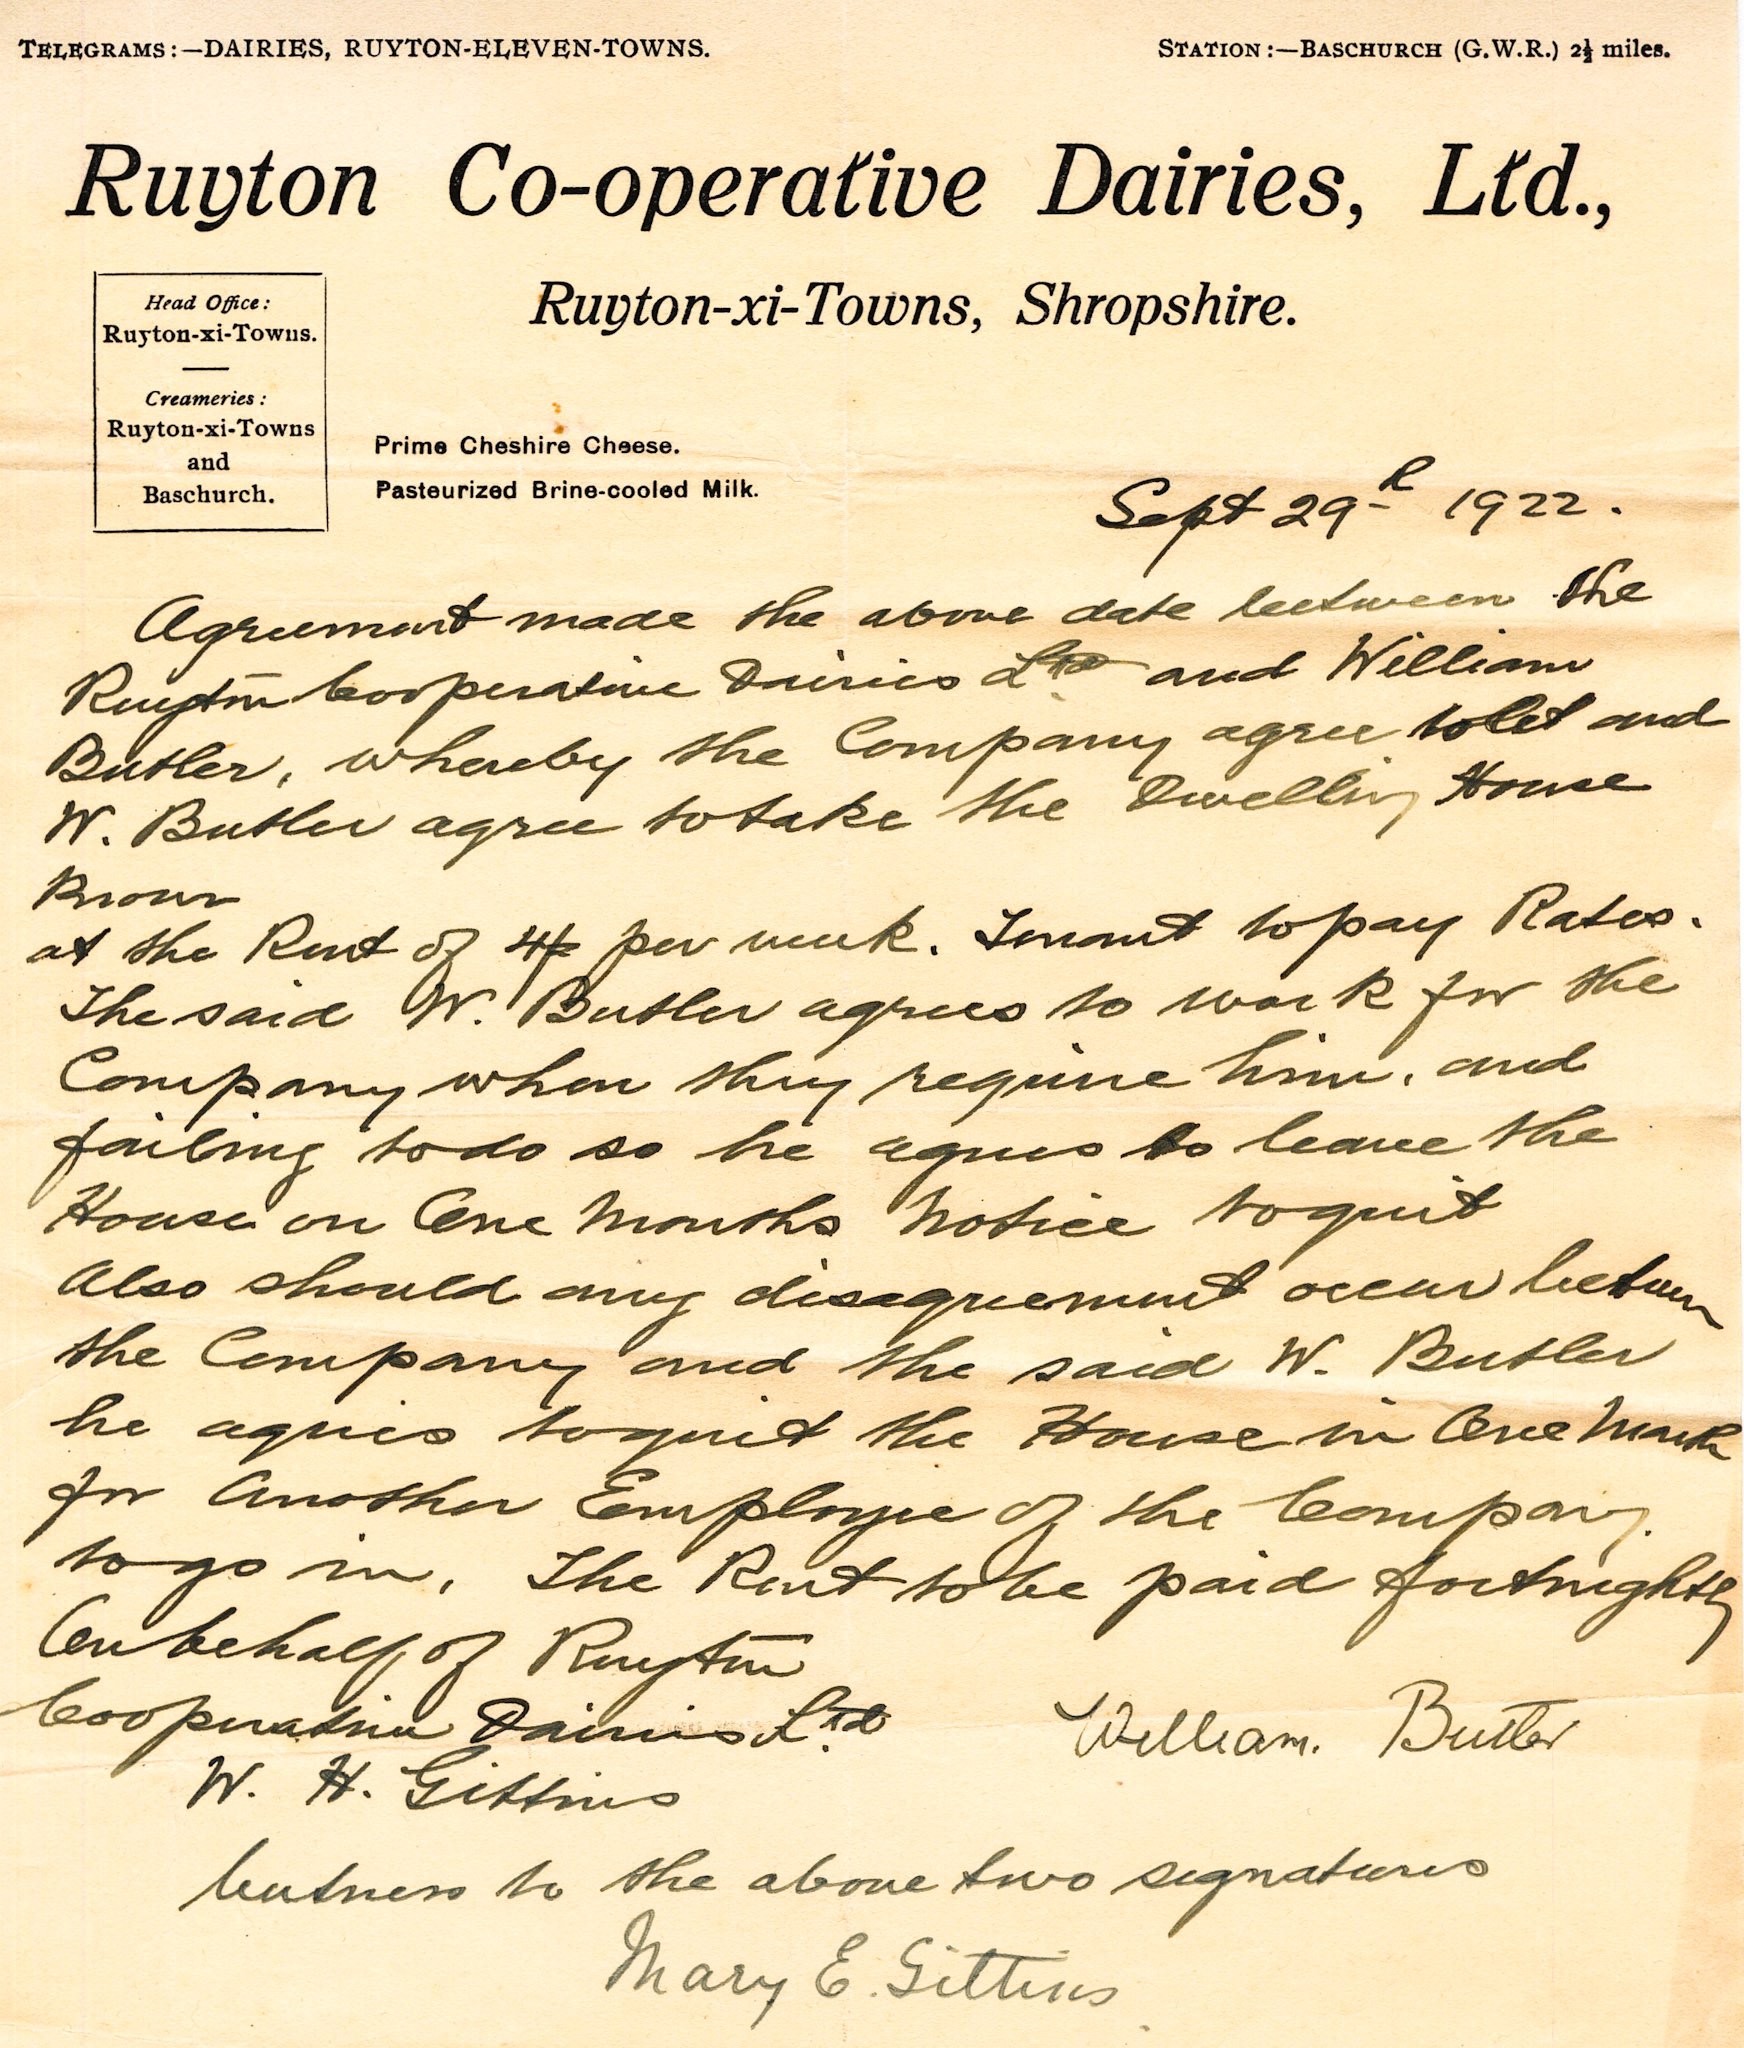 TELEGRAMS:—DAIRIES, RUYTON-ELEVEN-TOWNS.
STATION:—BASCHURCH (G.W.R.) 2½ miles.
Ruyton Co-operative Dairies, Ltd.,
Ruyton-xi-Towns, Shropshire.
Head Office:
Ruyton-xi-Towns.
Creameries:
Ruyton-xi-Towns
and
Baschurch.
Prime Cheshire Cheese.
Pasteurized Brine-cooled Milk.
Sept 29th 1922.
Agreement made the above date between the
Ruyton Cooperative Dairies Ltd and William
Butler, whereby the Company agree to let and
W. Butler agree to take the Dwelling House
Known
at the Rent of 4/- per week. Tenant to pay Rates.
The said W. Butler agrees to work for the
Company when they require him, and
failing to do so he agrees to leave the
House on One Months Notice to quit
Also should any disagreement occur between
the Company and the said W. Butler
he agrees to quit the House in One Month
for Another Employee of the Company
to go in. The Rent to be paid fortnightly
On behalf of Ruyton
Cooperative Dairies Ltd
William. Butler
W. H. Gittins
Witness to the above two signatures
Mary E. Gittins